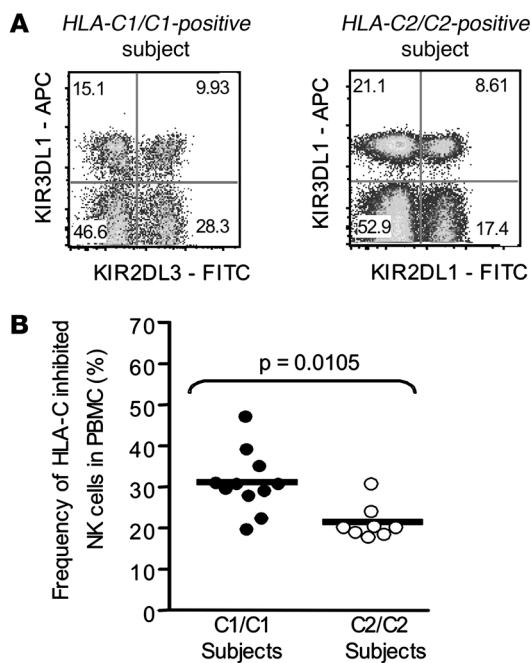 A
HLA-C1/C1-positive
subject
HLA-C2/C2-positive
subject
KIR3DL1 - APC
15.1
9.93
46.6
28.3
KIR2DL3 - FITC
KIR3DL1 - APC
21.1
8.61
52.9
17.4
KIR2DL1 - FITC
B
Frequency of HLA-C inhibited
NK cells in PBMC (%)
70
60
50
40
30
20
10
0
p = 0.0105
C1/C1
Subjects
C2/C2
Subjects